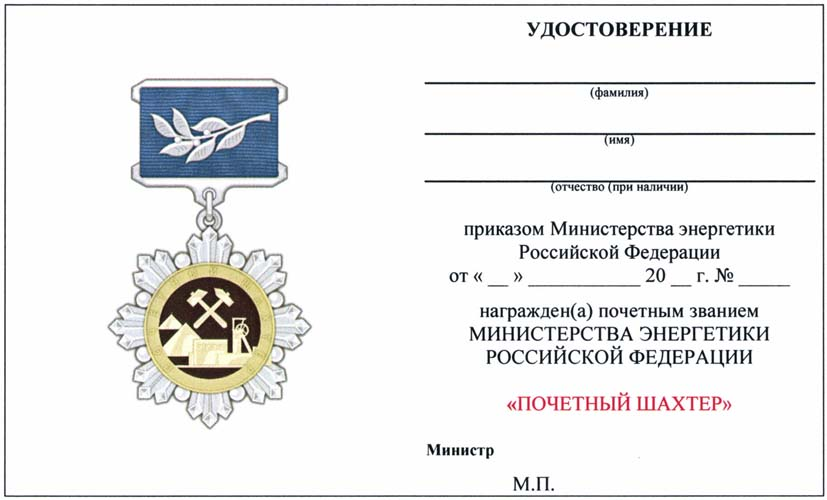 УДОСТОВЕРЕНИЕ
(фамилия)
(имя)
(отчество (при наличии)
приказом Министерства энергетики
Российской Федерации
от « __ » ___________ 20 __ г. № _____
награжден(а) почетным званием
МИНИСТЕРСТВА ЭНЕРГЕТИКИ
РОССИЙСКОЙ ФЕДЕРАЦИИ
«ПОЧЕТНЫЙ ШАХТЕР»
Министр
М.П.